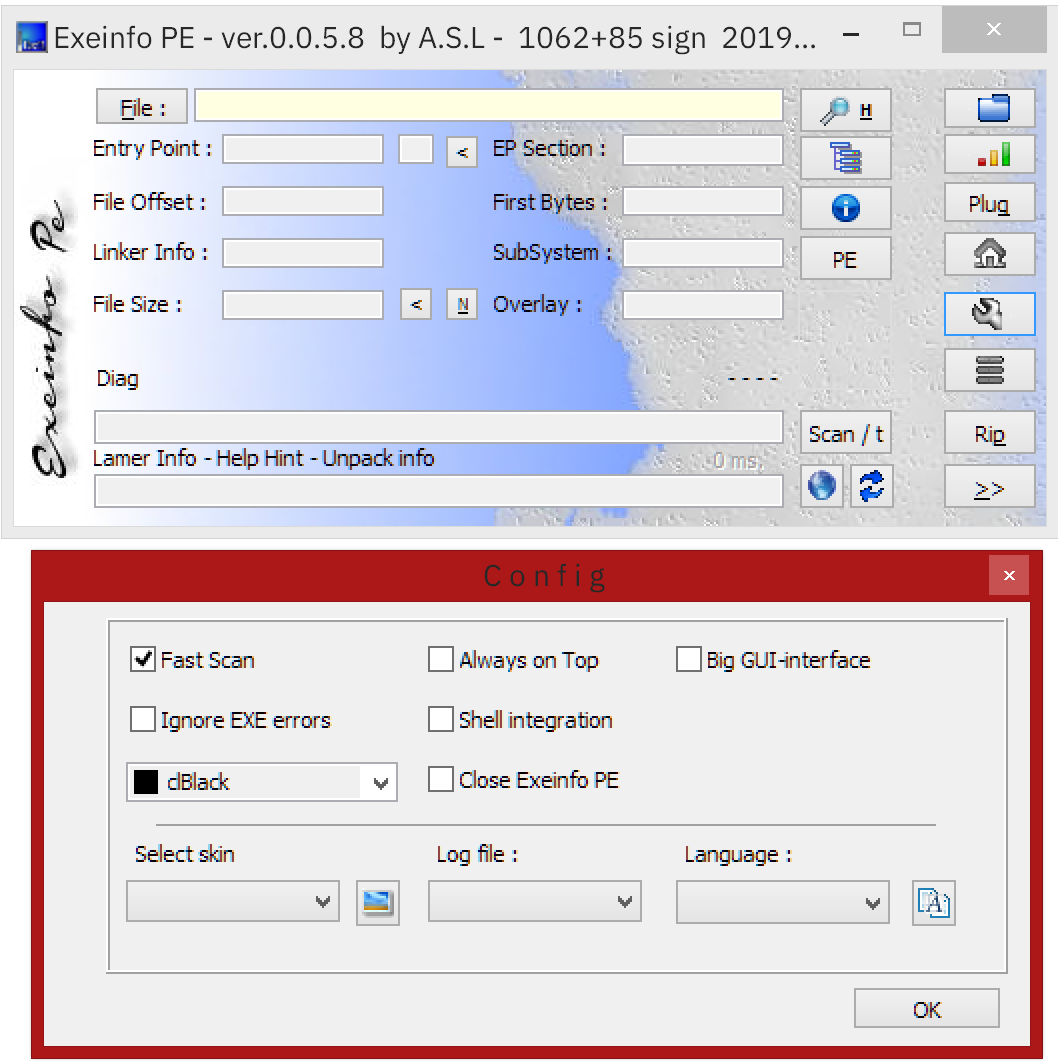 Exeinfo PE - ver.0.0.5.8 by A.S.L - 1062+85 sign 2019...
Exeinfo Pe
File :
H
Entry Point :
<
EP Section :
File Offset :
First Bytes :
Plug
Linker Info :
SubSystem :
PE
File Size :
<
N
Overlay :
Diag
----
Scan / t
Rip
Lamer Info - Help Hint - Unpack info
0 ms.
>>
Config
Fast Scan
Always on Top
Big GUI-interface
Ignore EXE errors
Shell integration
clBlack
Close Exeinfo PE
Select skin
Log file :
Language :
A
OK